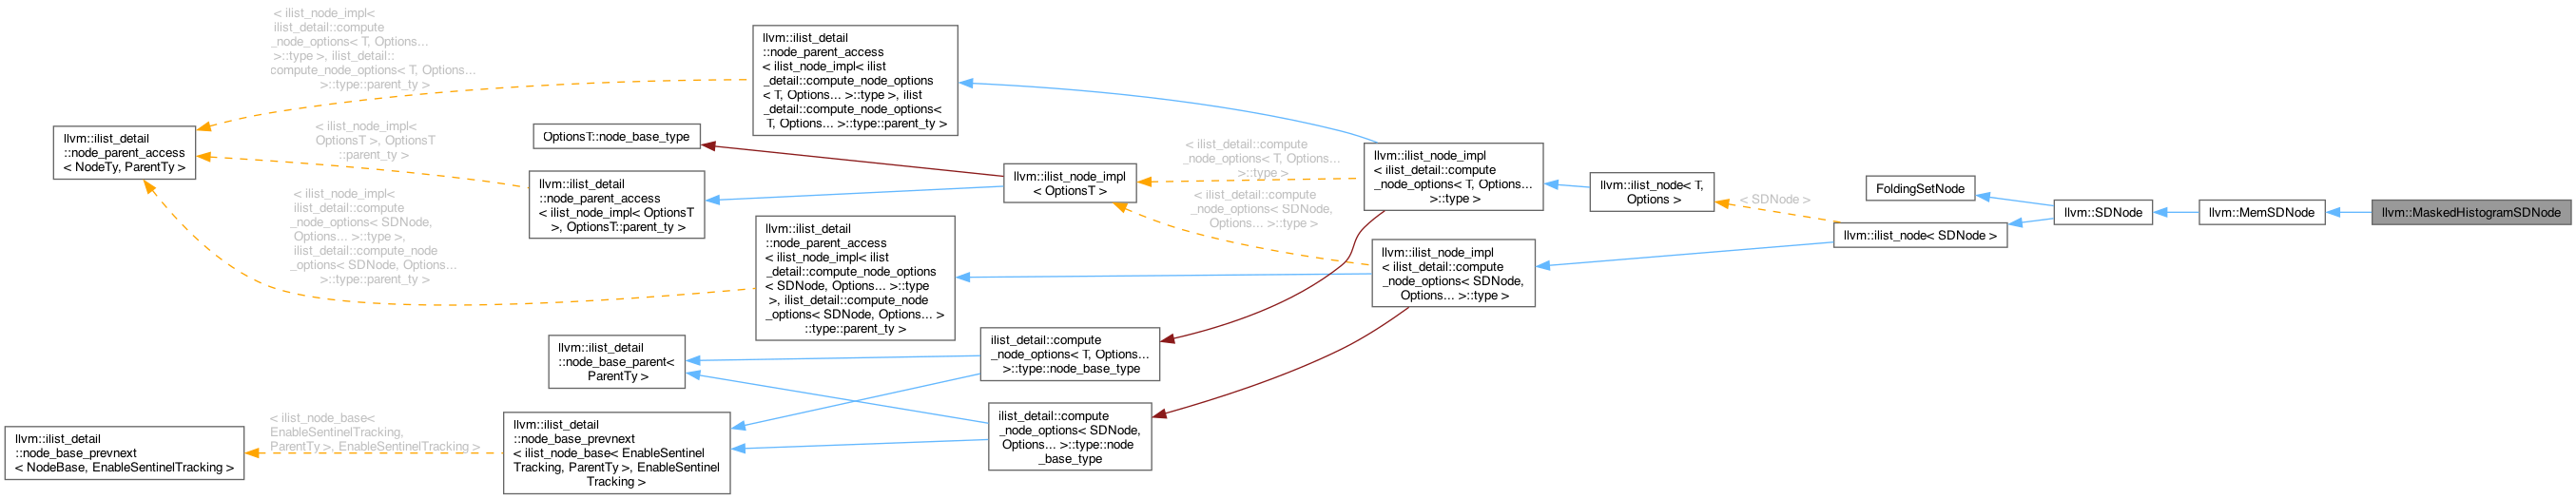 < ilist_node_impl<
ilist_detail::compute
_node_options< T, Options...
>::type >, ilist_detail::
compute_node_options< T, Options...
>::type::parent_ty >
llvm::ilist_detail
::node_parent_access
< NodeTy, ParentTy >
< ilist_node_impl<
OptionsT >, OptionsT
::parent_ty >
< ilist_node_impl<
ilist_detail::compute
_node_options< SDNode,
Options... >::type >,
ilist_detail::compute_node
_options< SDNode, Options...
>::type::parent_ty >
llvm::ilist_detail
::node_base_prevnext
< NodeBase, EnableSentinelTracking >
< ilist_node_base<
EnableSentinelTracking,
ParentTy >, EnableSentinelTracking >
llvm::ilist_detail
::node_parent_access
< ilist_node_impl< ilist
_detail::compute_node_options
< T, Options... >::type >, ilist
_detail::compute_node_options<
T, Options... >::type::parent_ty >
OptionsT::node_base_type
llvm::ilist_detail
::node_parent_access
< ilist_node_impl< OptionsT
>, OptionsT::parent_ty >
llvm::ilist_detail
::node_parent_access
< ilist_node_impl< ilist
_detail::compute_node_options
< SDNode, Options... >::type
>, ilist_detail::compute_node
_options< SDNode, Options... >
::type::parent_ty >
llvm::ilist_detail
::node_base_parent<
ParentTy >
llvm::ilist_detail
::node_base_prevnext
< ilist_node_base< EnableSentinel
Tracking, ParentTy >, EnableSentinel
Tracking >
llvm::ilist_node_impl
< OptionsT >
ilist_detail::compute
_node_options< T, Options...
>::type::node_base_type
ilist_detail::compute
_node_options< SDNode,
Options... >::type::node
_base_type
< ilist_detail::compute
_node_options< T, Options...
>::type >
< ilist_detail::compute
_node_options< SDNode,
Options... >::type >
llvm::ilist_node_impl
< ilist_detail::compute
_node_options< T, Options...
>::type >
llvm::ilist_node_impl
< ilist_detail::compute
_node_options< SDNode,
Options... >::type >
llvm::ilist_node< T,
Options >
< SDNode >
FoldingSetNode
llvm::ilist_node< SDNode >
llvm::SDNode
llvm::MemSDNode
llvm::MaskedHistogramSDNode